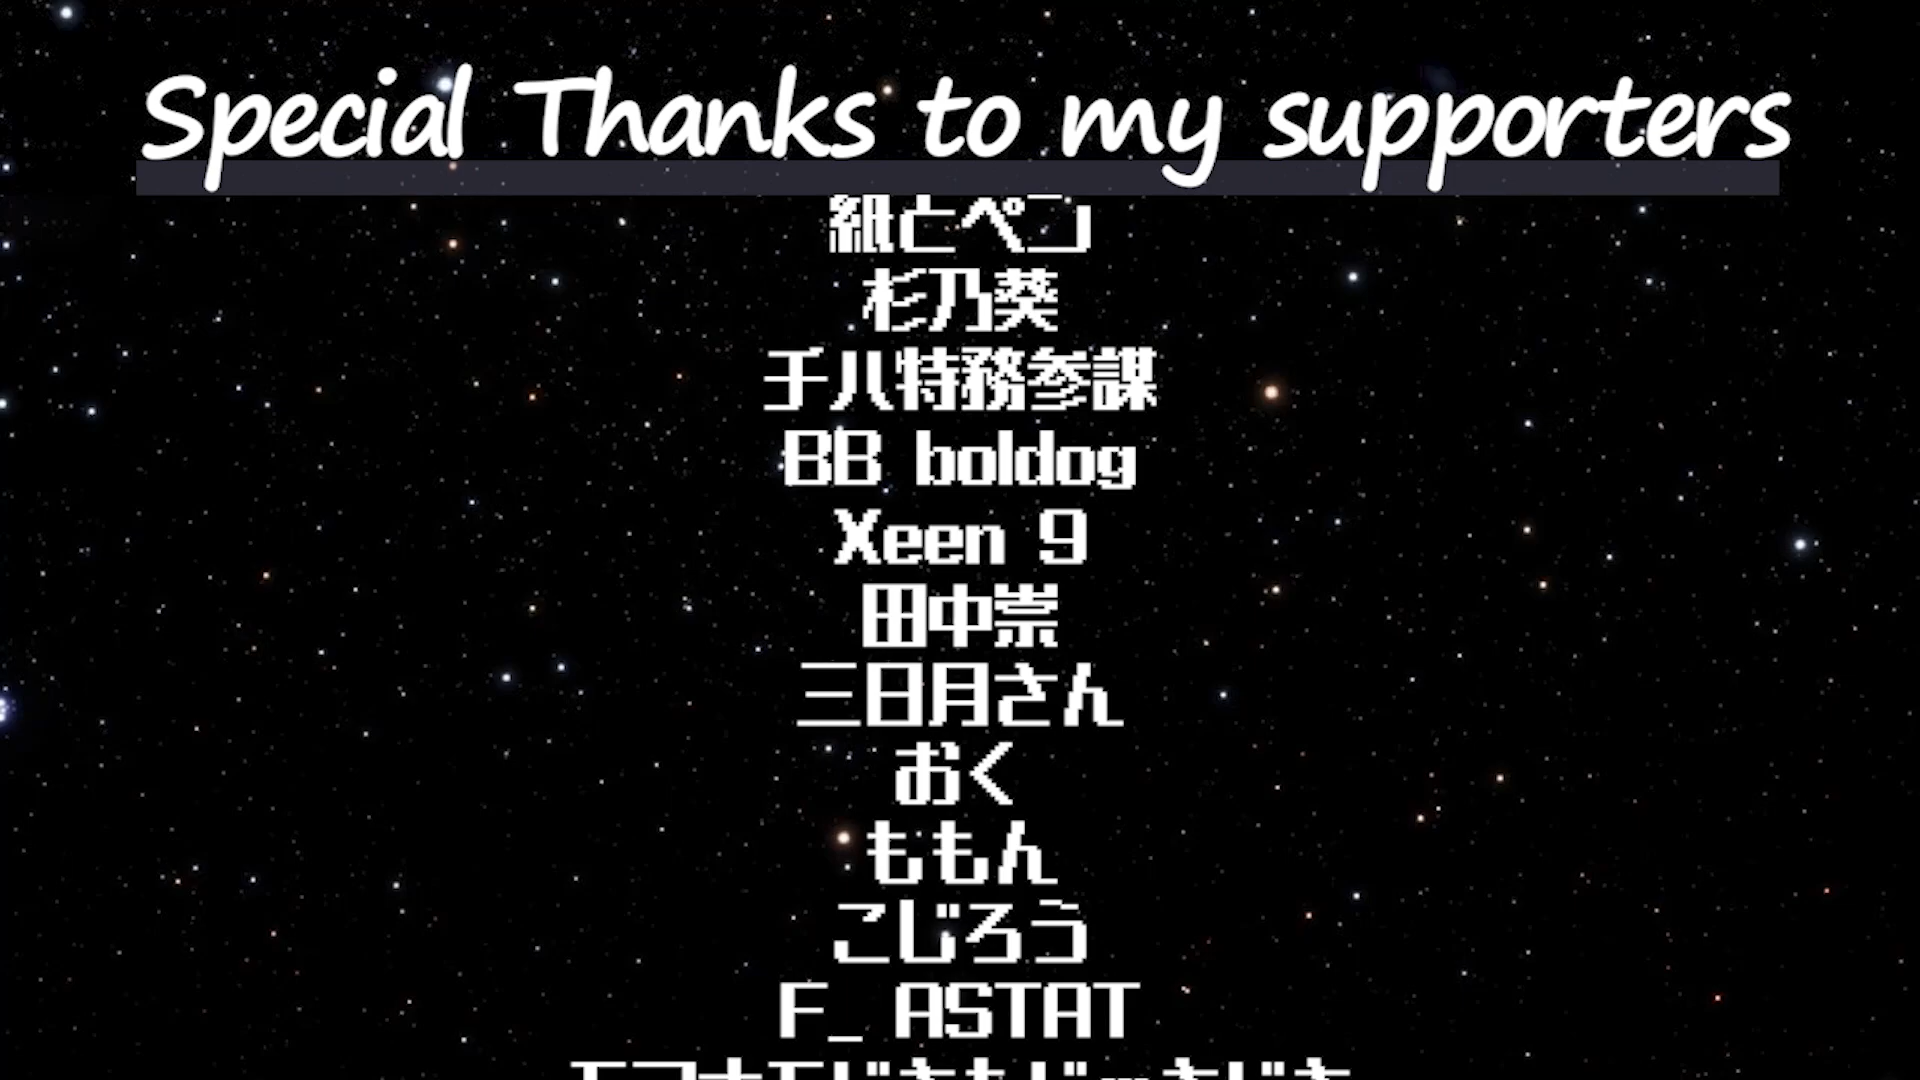 Special Thanks to my supporters
紙とペン
杉乃葵
千八特務参謀
BB boldog
Xeen 9
田中崇
三日月さん
おく
ももん
こじろう
F_ ASTAT